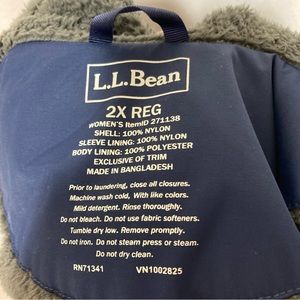 L.L.Bean
2X REG
WOMEN'S ItemID 271138
SHELL: 100% NYLON
SLEEVE LINING: 100% NYLON
BODY LINING: 100% POLYESTER
EXCLUSIVE OF TRIM
MADE IN BANGLADESH
Prior to laundering, close all closures.
Machine wash cold, With like colors.
Mild detergent. Rinse thoroughly.
Do not bleach. Do not use fabric softeners.
Tumble dry low. Remove promptly.
Do not iron. Do not steam press or steam.
Do not dry clean.
RN71341 VN1002825